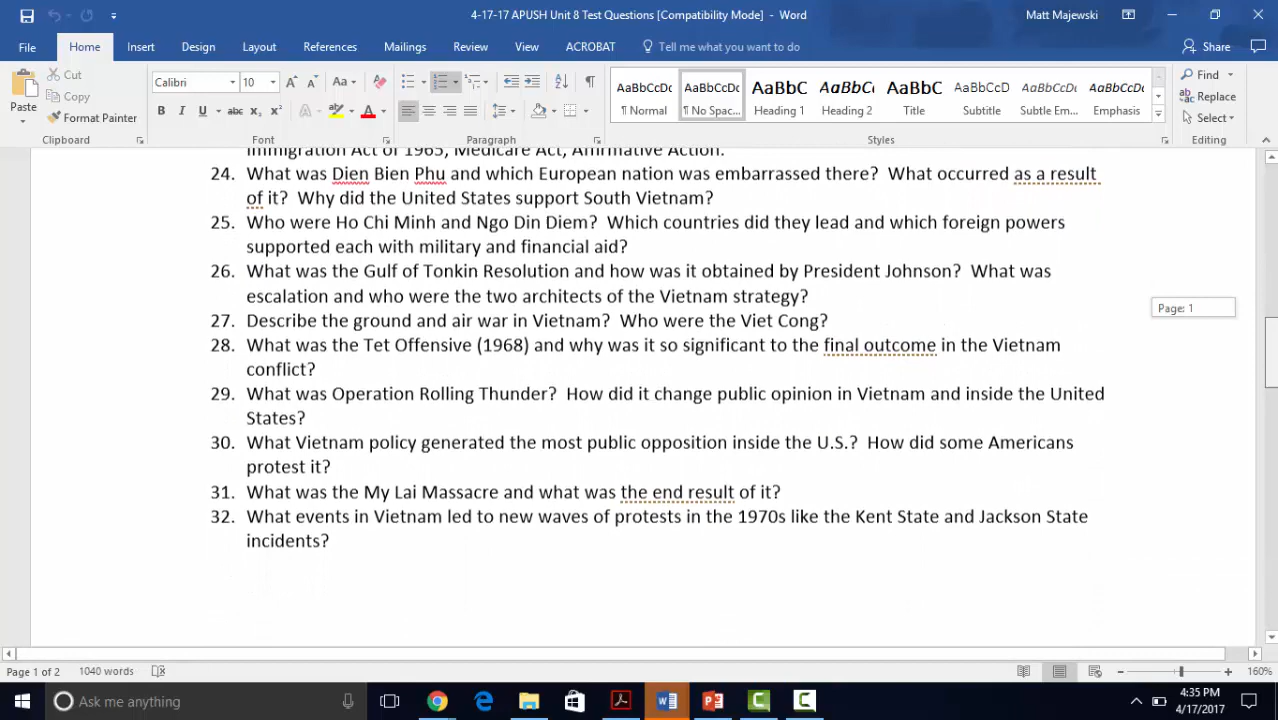 4-17-17 APUSH Unit 8 Test Questions [Compatibility Mode] - Word
Matt Majewski
File Home Insert Design Layout References Mailings Review View ACROBAT Tell me what you want to do Share
Cut
Copy
Format Painter
Paste
Calibri 10
Clipboard Font Paragraph Styles Editing
AaBbCcDc AaBbCcDc AaBbC AaBbCc AaBbC AaBbCcD AaBbCcDc AaBbCcDc
¶ Normal ¶ No Spac... Heading 1 Heading 2 Title Subtitle Subtle Em... Emphasis
Find
Replace
Select
Immigration Act of 1965, Medicare Act, Affirmative Action.
24. What was Dien Bien Phu and which European nation was embarrassed there? What occurred as a result
of it? Why did the United States support South Vietnam?
25. Who were Ho Chi Minh and Ngo Din Diem? Which countries did they lead and which foreign powers
supported each with military and financial aid?
26. What was the Gulf of Tonkin Resolution and how was it obtained by President Johnson? What was
escalation and who were the two architects of the Vietnam strategy?
Page: 1
27. Describe the ground and air war in Vietnam? Who were the Viet Cong?
28. What was the Tet Offensive (1968) and why was it so significant to the final outcome in the Vietnam
conflict?
29. What was Operation Rolling Thunder? How did it change public opinion in Vietnam and inside the United
States?
30. What Vietnam policy generated the most public opposition inside the U.S.? How did some Americans
protest it?
31. What was the My Lai Massacre and what was the end result of it?
32. What events in Vietnam led to new waves of protests in the 1970s like the Kent State and Jackson State
incidents?
Page 1 of 2 1040 words 160%
Ask me anything
4:35 PM
4/17/2017